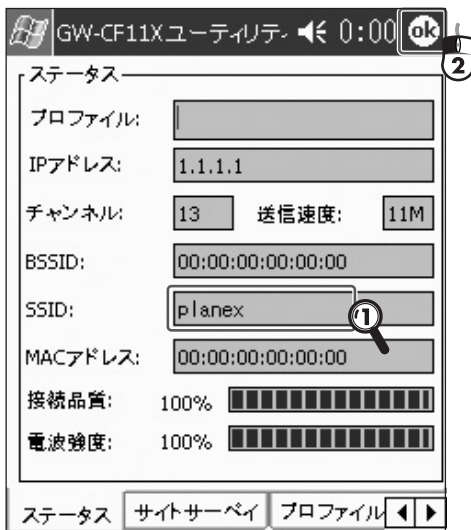 GW-CF11Xユーティリテ 0:00 ok
2
ステータス
プロファイル:
IPアドレス: 1.1.1.1
チャンネル: 13 送信速度: 11M
BSSID: 00:00:00:00:00:00
SSID: planex
1
MACアドレス: 00:00:00:00:00:00
接続品質: 100%
電波強度: 100%
ステータス サイトサーベイ プロファイル